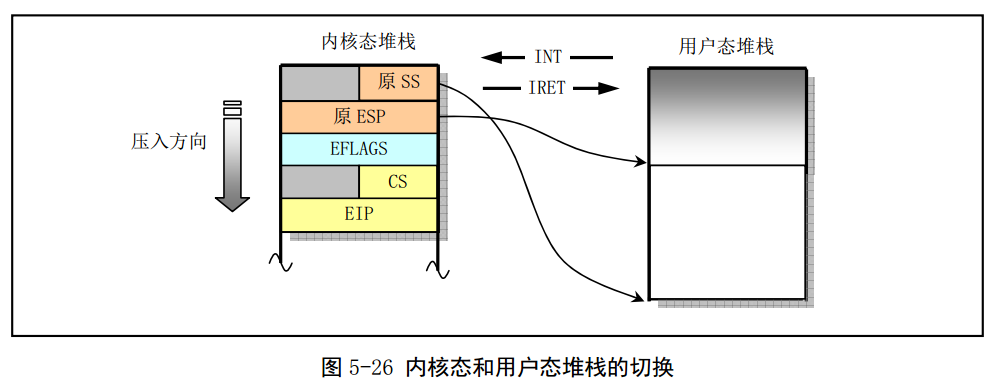 内核态堆栈
用户态堆栈
INT
IRET
压入方向
原 SS
原 ESP
EFLAGS
CS
EIP
图 5-26 内核态和用户态堆栈的切换